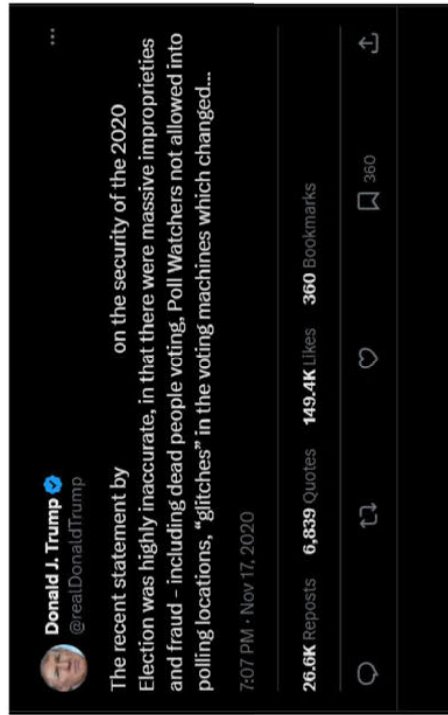 Donald J. Trump
@realDonaldTrump
The recent statement by on the security of the 2020
Election was highly inaccurate, in that there were massive improprieties
and fraud – including dead people voting, Poll Watchers not allowed into
polling locations, “glitches” in the voting machines which changed...
7:07 PM · Nov 17, 2020
26.6K Reposts 6,839 Quotes 149.4K Likes 360 Bookmarks
360